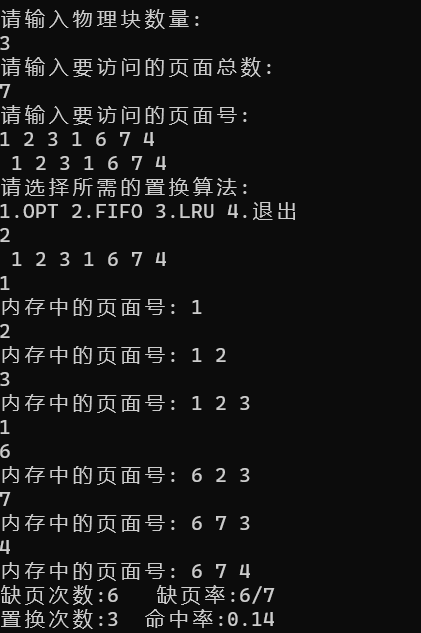 请输入物理块数量:
3
请输入要访问的页面总数:
7
请输入要访问的页面号:
1 2 3 1 6 7 4
 1 2 3 1 6 7 4
请选择所需的置换算法:
1.OPT 2.FIFO 3.LRU 4.退出
2
 1 2 3 1 6 7 4
1
内存中的页面号: 1
2
内存中的页面号: 1 2
3
内存中的页面号: 1 2 3
1
6
内存中的页面号: 6 2 3
7
内存中的页面号: 6 7 3
4
内存中的页面号: 6 7 4
缺页次数:6   缺页率:6/7
置换次数:3  命中率:0.14